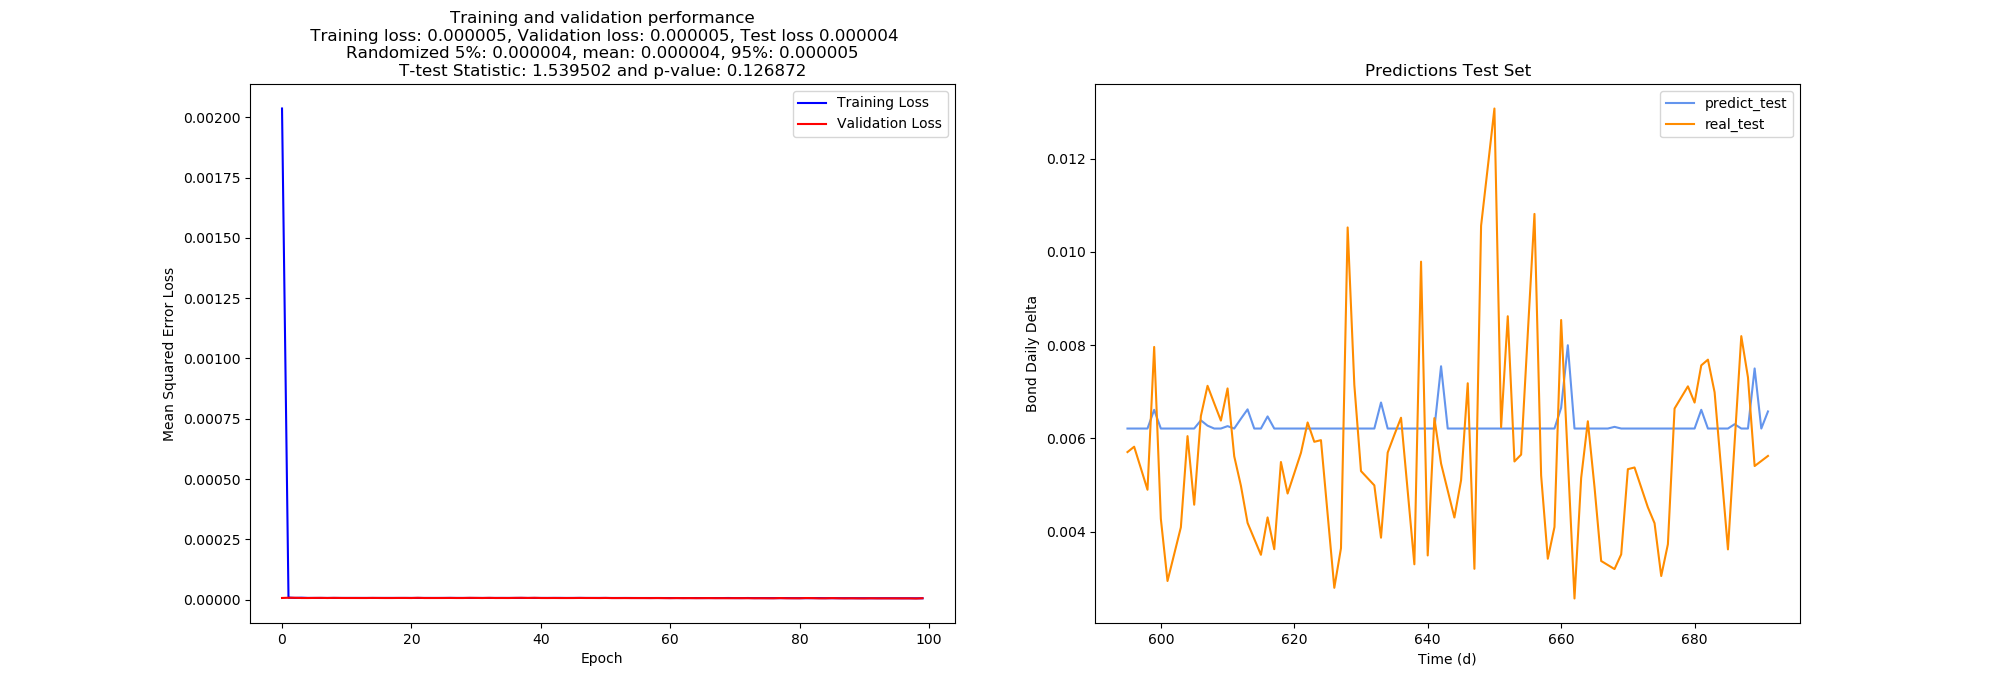 Training and validation performance
Training loss: 0.000005, Validation loss: 0.000005, Test loss 0.000004
Randomized 5%: 0.000004, mean: 0.000004, 95%: 0.000005
T-test Statistic: 1.539502 and p-value: 0.126872
Training Loss
Validation Loss
0.00200
0.00175
0.00150
0.00125
0.00100
0.00075
0.00050
0.00025
0.00000
Mean Squared Error Loss
0 20 40 60 80 100
Epoch
Predictions Test Set
predict_test
real_test
0.012
0.010
0.008
0.006
0.004
Bond Daily Delta
600 620 640 660 680
Time (d)